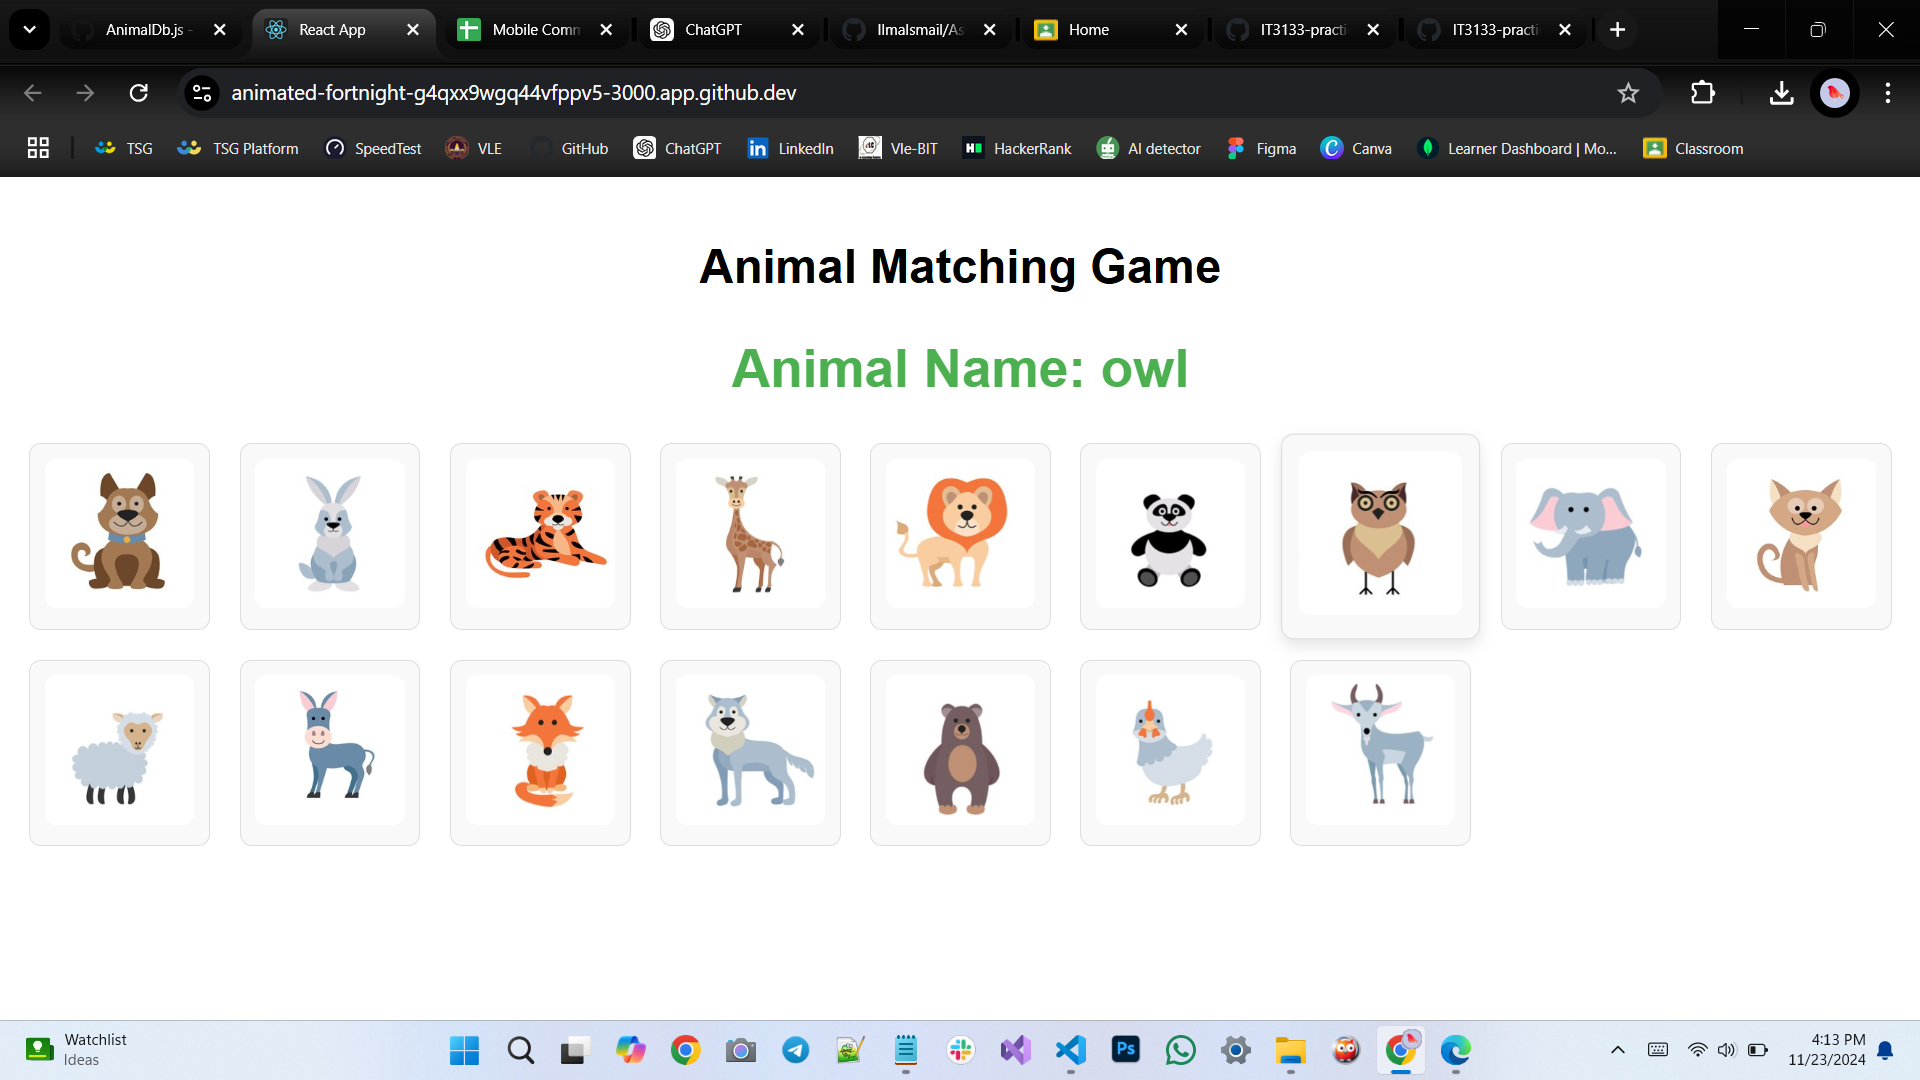 AnimalDb.js -
React App
Mobile Comm
ChatGPT
IlmaIsmail/As
Home
IT3133-practi
IT3133-practi
animated-fortnight-g4qxx9wgq44vfppv5-3000.app.github.dev
TSG
TSG Platform
SpeedTest
VLE
GitHub
ChatGPT
LinkedIn
Vle-BIT
HackerRank
AI detector
Figma
Canva
Learner Dashboard | Mo...
Classroom
Animal Matching Game
Animal Name: owl
Watchlist
Ideas
Ps
4:13 PM
11/23/2024